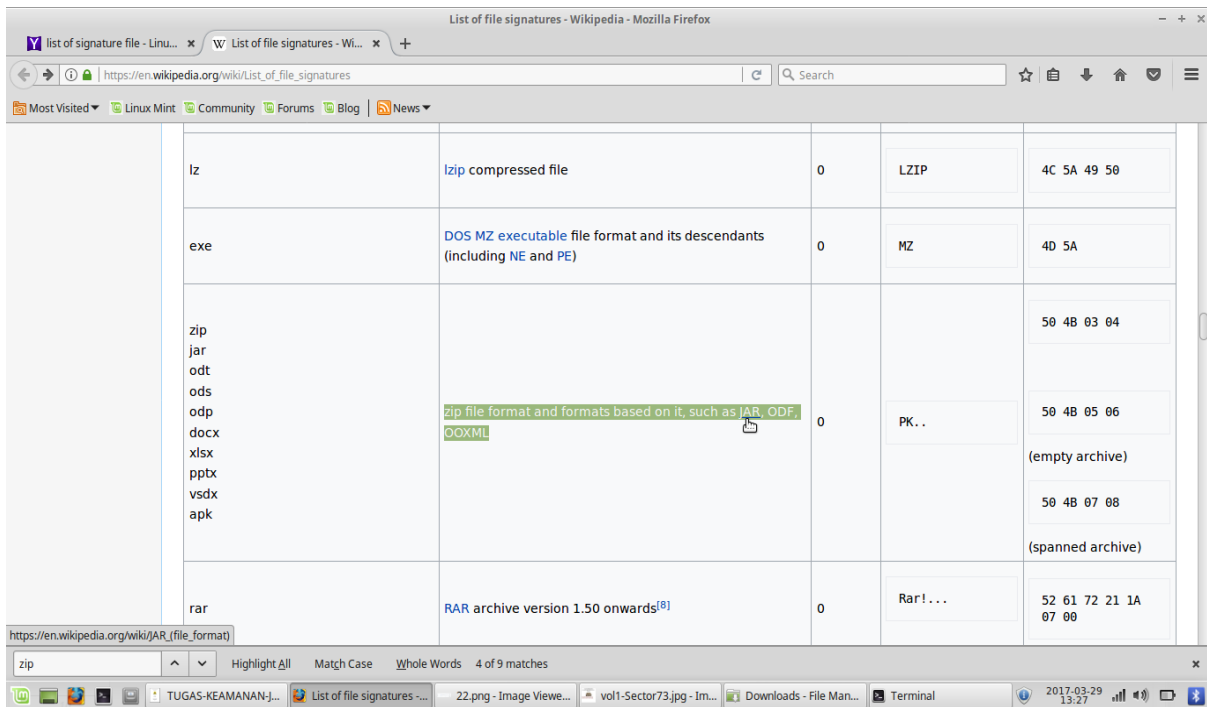 List of file signatures - Wikipedia - Mozilla Firefox
list of signature file - Linu...
List of file signatures - Wi...
https://en.wikipedia.org/wiki/List_of_file_signatures
Search
Most Visited Linux Mint Community Forums Blog News
lz
lzip compressed file
0
LZIP
4C 5A 49 50
exe
DOS MZ executable file format and its descendants
(including NE and PE)
0
MZ
4D 5A
zip
jar
odt
ods
odp
docx
xlsx
pptx
vsdx
apk
zip file format and formats based on it, such as JAR, ODF,
OOXML
0
PK..
50 4B 03 04
50 4B 05 06
(empty archive)
50 4B 07 08
(spanned archive)
rar
RAR archive version 1.50 onwards[8]
0
Rar!...
52 61 72 21 1A
07 00
https://en.wikipedia.org/wiki/JAR_(file_format)
zip Highlight All Match Case Whole Words 4 of 9 matches
TUGAS-KEAMANAN-J... List of file signatures -... 22.png - Image Viewe... vol1-Sector73.jpg - Im... Downloads - File Man... Terminal
2017-03-29
13:27